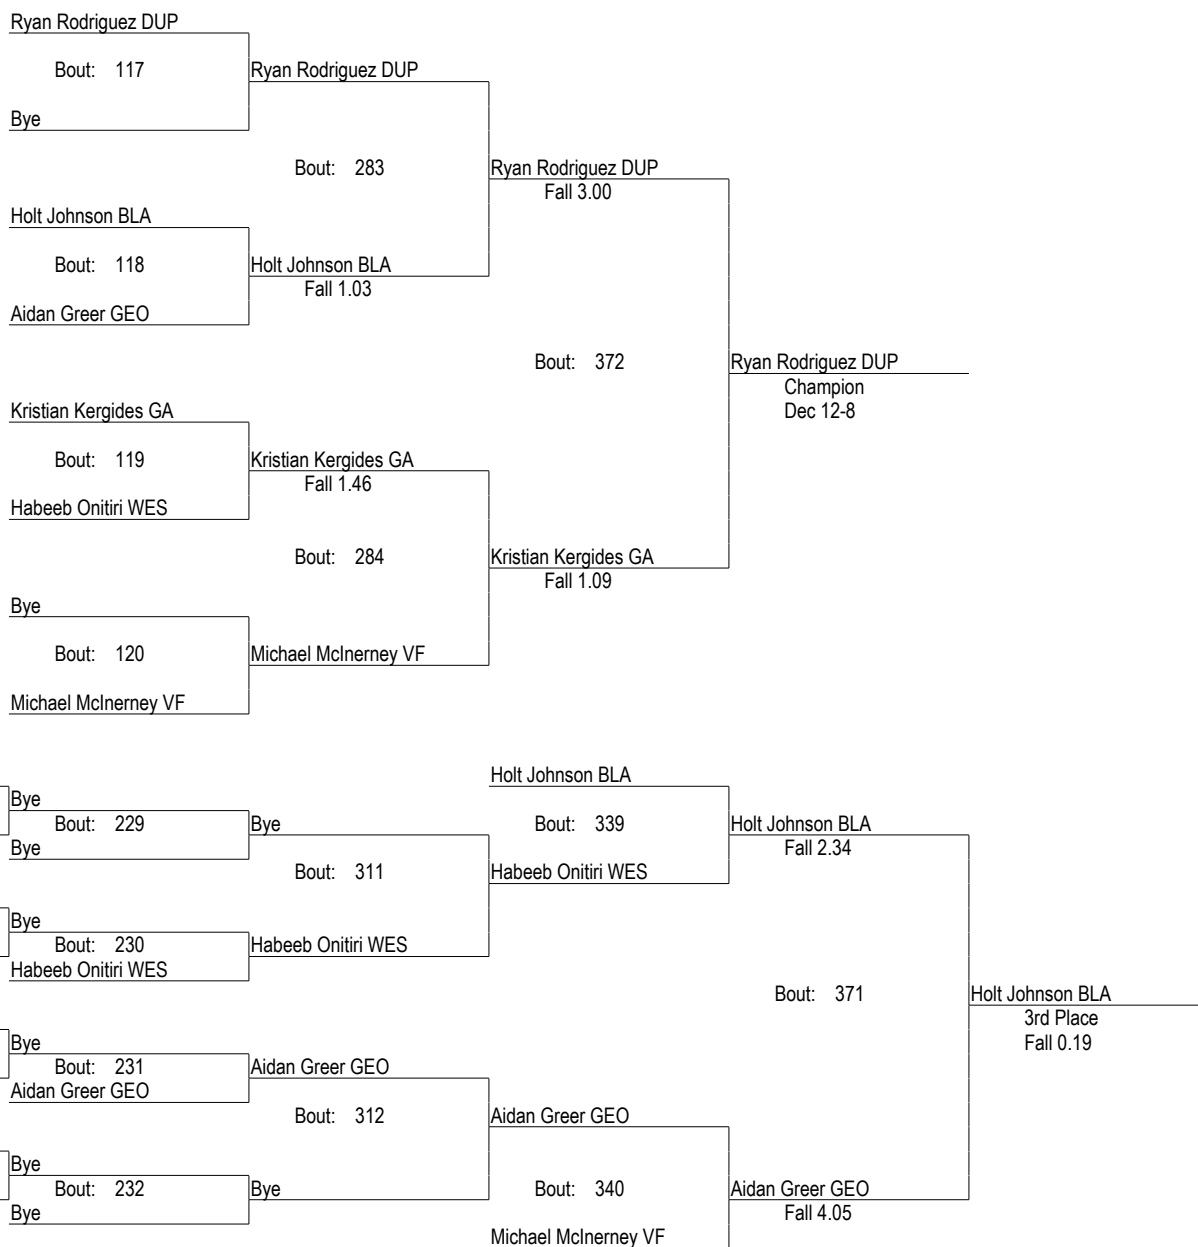 Ryan Rodriguez DUP
Bout: 117
Ryan Rodriguez DUP
Bye
Bout: 283
Ryan Rodriguez DUP
Fall 3.00
Holt Johnson BLA
Bout: 118
Holt Johnson BLA
Fall 1.03
Aidan Greer GEO
Bout: 372
Ryan Rodriguez DUP
Champion
Dec 12-8
Kristian Kergides GA
Bout: 119
Kristian Kergides GA
Fall 1.46
Habeeb Onitiri WES
Bout: 284
Kristian Kergides GA
Fall 1.09
Bye
Bout: 120
Michael McInerney VF
Michael McInerney VF
Holt Johnson BLA
Bye
Bout: 229
Bye
Bout: 339
Holt Johnson BLA
Fall 2.34
Bye
Bout: 311
Habeeb Onitiri WES
Bye
Bout: 230
Habeeb Onitiri WES
Habeeb Onitiri WES
Bout: 371
Holt Johnson BLA
3rd Place
Fall 0.19
Bye
Bout: 231
Aidan Greer GEO
Aidan Greer GEO
Bout: 312
Aidan Greer GEO
Bye
Bout: 232
Bye
Bout: 340
Aidan Greer GEO
Fall 4.05
Bye
Michael McInerney VF